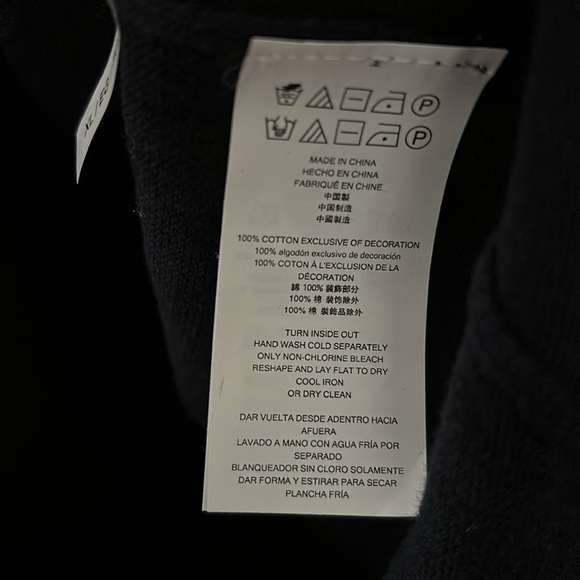 XL / EG
P
P
MADE IN CHINA
HECHO EN CHINA
FABRIQUÉ EN CHINE
中国製
中国制造
中國製造
100% COTTON EXCLUSIVE OF DECORATION
100% algodón exclusivo de decoración
100% COTON À L'EXCLUSION DE LA
DÉCORATION
綿 100% 装飾部分
100% 棉 装饰除外
100% 棉 裝飾品除外
TURN INSIDE OUT
HAND WASH COLD SEPARATELY
ONLY NON-CHLORINE BLEACH
RESHAPE AND LAY FLAT TO DRY
COOL IRON
OR DRY CLEAN
DAR VUELTA DESDE ADENTRO HACIA
AFUERA
LAVADO A MANO CON AGUA FRÍA POR
SEPARADO
BLANQUEADOR SIN CLORO SOLAMENTE
DAR FORMA Y ESTIRAR PARA SECAR
PLANCHA FRÍA